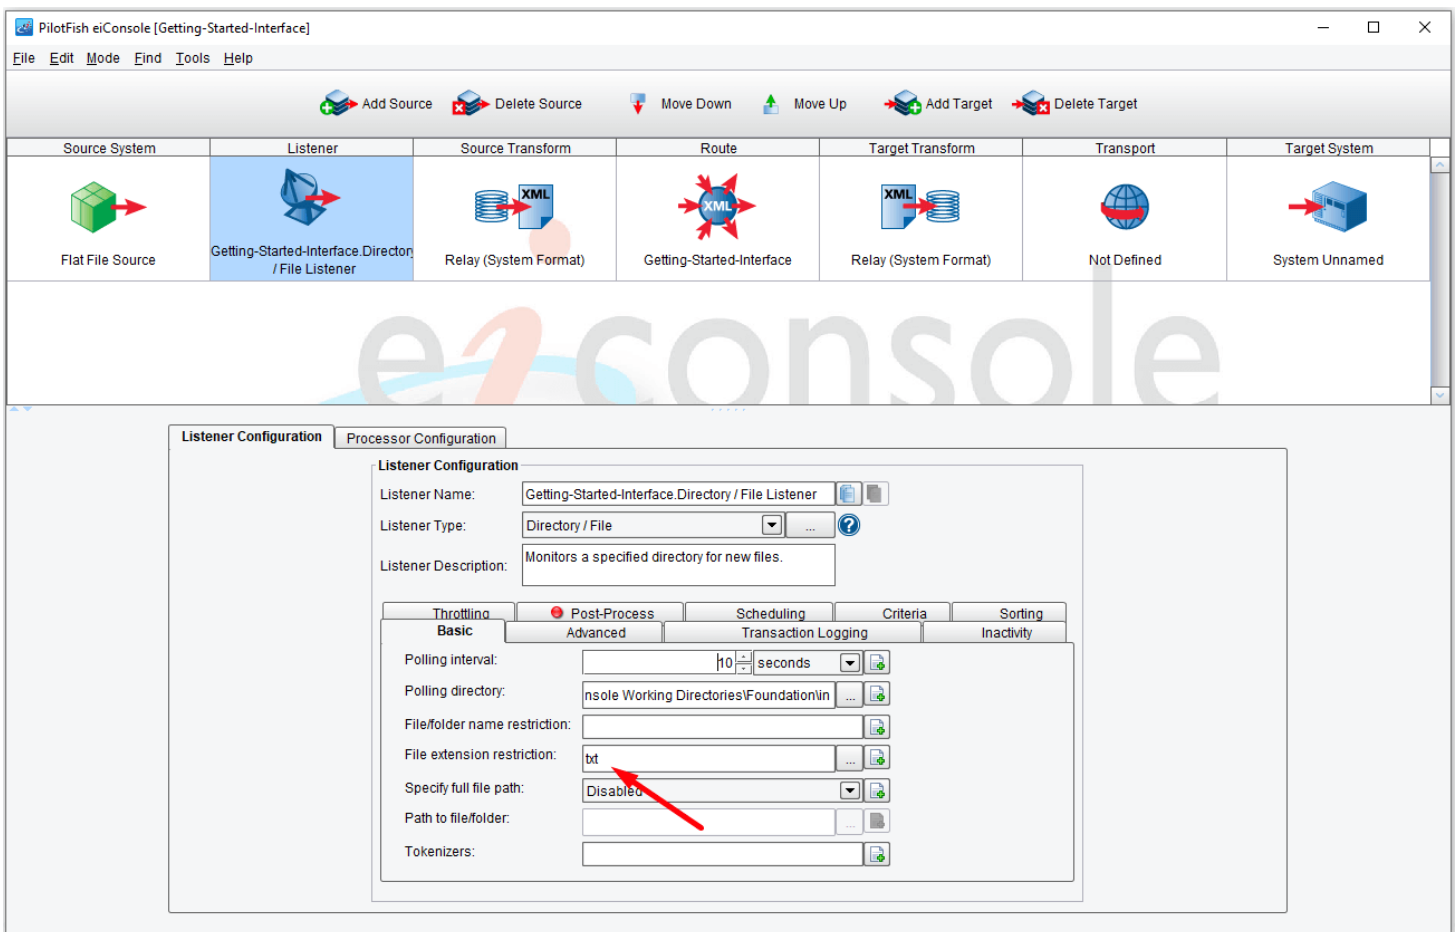 PilotFish eiConsole [Getting-Started-Interface]
File Edit Mode Find Tools Help
Add Source Delete Source Move Down Move Up Add Target Delete Target
Source System Listener Source Transform Route Target Transform Transport Target System
XML XML XML
Flat File Source
Getting-Started-Interface.Director
/ File Listener
Relay (System Format)
Getting-Started-Interface
Relay (System Format)
Not Defined
System Unnamed
eiconsole
Listener Configuration Processor Configuration
Listener Configuration
Listener Name: Getting-Started-Interface.Directory / File Listener
Listener Type: Directory / File ... ?
Listener Description: Monitors a specified directory for new files.
Throttling Post-Process Scheduling Criteria Sorting
Basic Advanced Transaction Logging Inactivity
Polling interval: 10 seconds
Polling directory: nsole Working Directories\Foundation\in ...
File/folder name restriction:
File extension restriction: txt ...
Specify full file path: Disabled
Path to file/folder: ...
Tokenizers: